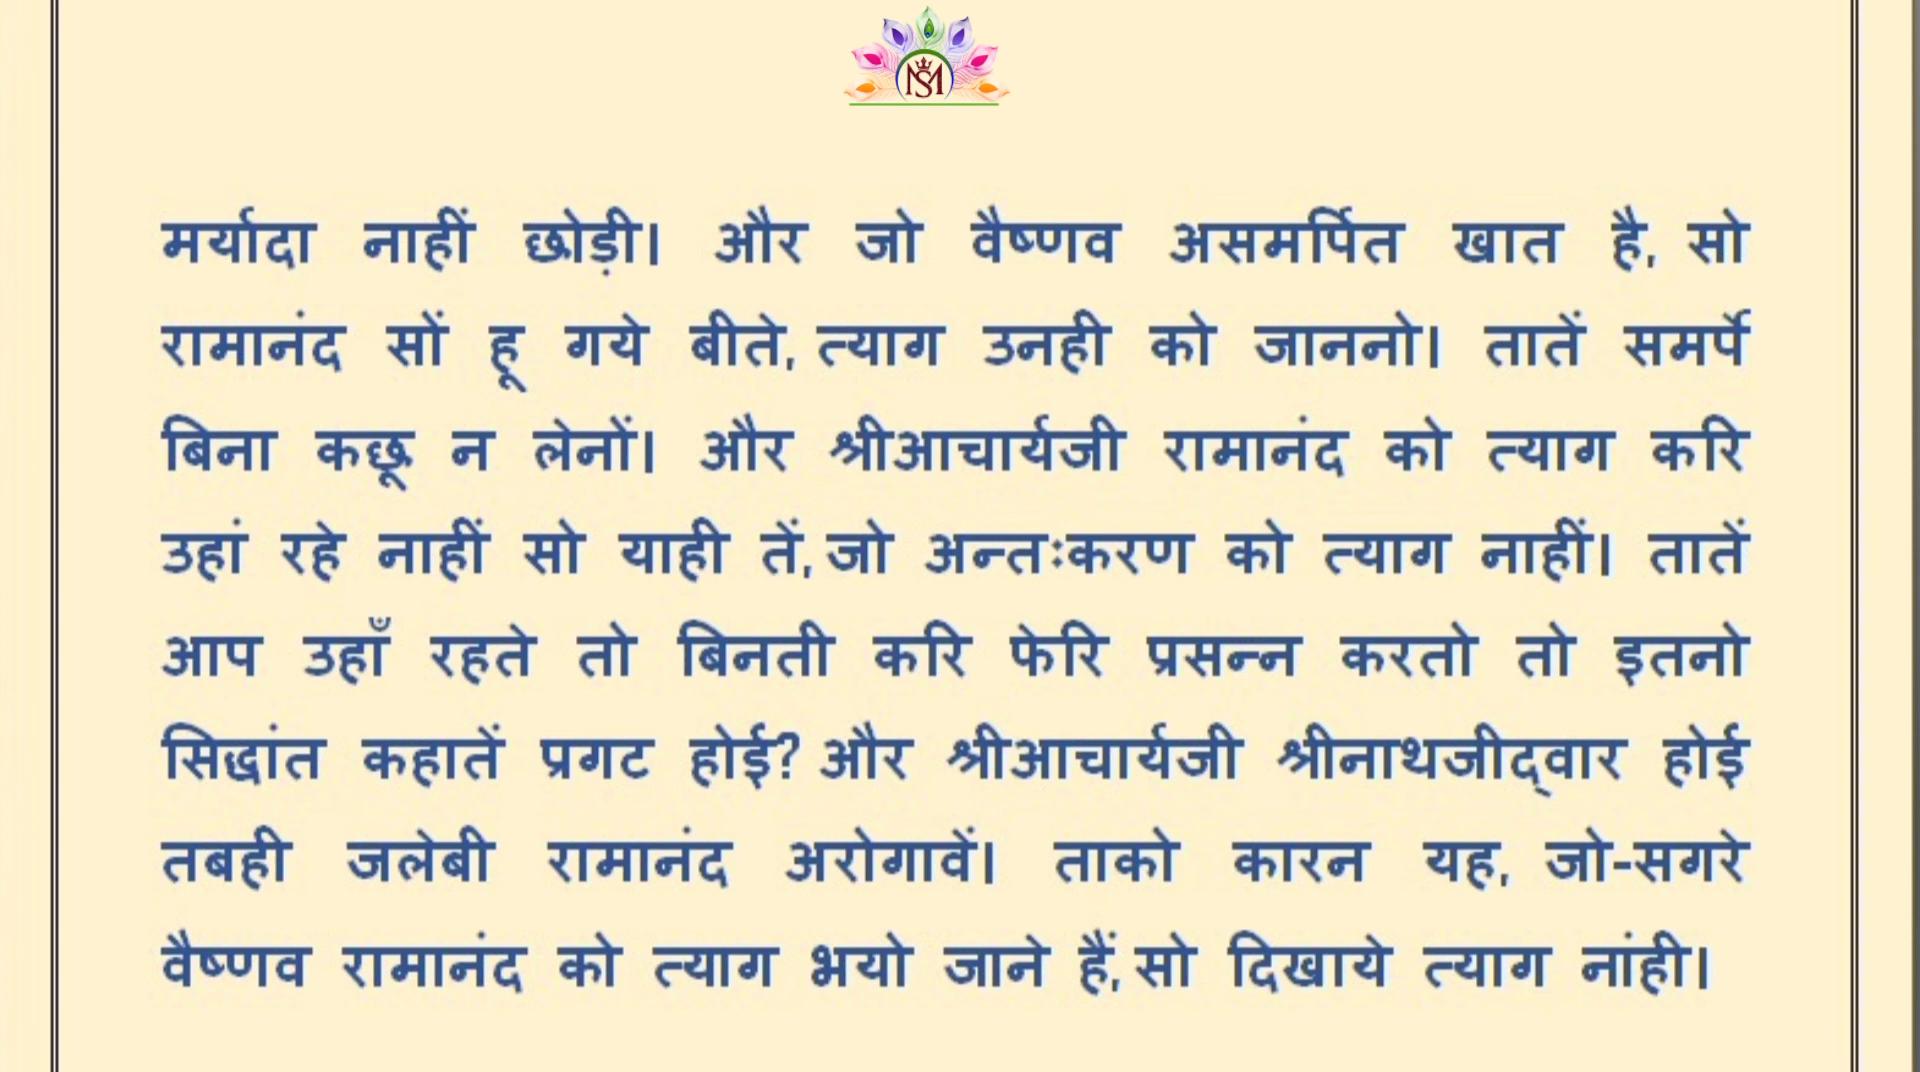 मर्यादा नाहीं छोड़ी। और जो वैष्णव असमर्पित खात है, सो
रामानंद सों हू गये बीते, त्याग उनही को जाननो। तातें समर्पे
बिना कछू न लेनों। और श्रीआचार्यजी रामानंद को त्याग करि
उहां रहे नाहीं सो याही तें, जो अन्तःकरण को त्याग नाहीं। तातें
आप उहाँ रहते तो बिनती करि फेरि प्रसन्न करतो तो इतनो
सिद्धांत कहातें प्रगट होई? और श्रीआचार्यजी श्रीनाथजीद्‌वार होई
तबही जलेबी रामानंद अरोगावें। ताको कारन यह, जो-सगरे
वैष्णव रामानंद को त्याग भयो जाने हैं, सो दिखाये त्याग नांही।